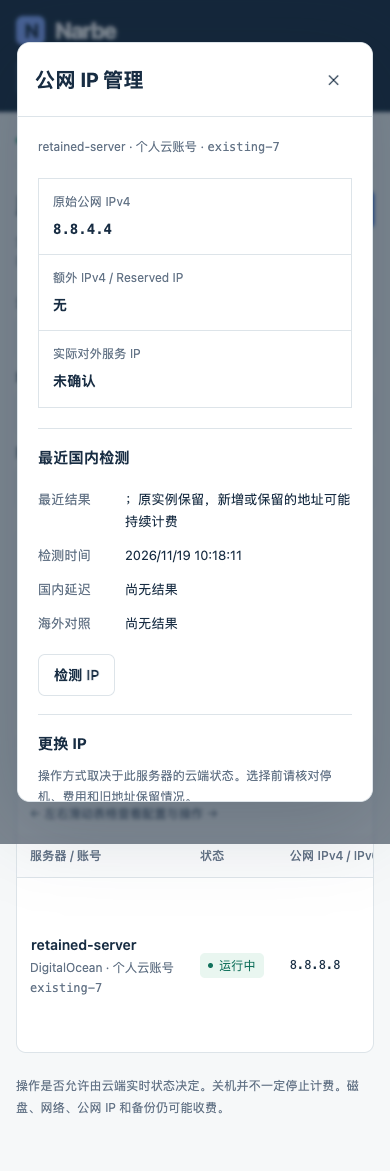 N Narbe
公网 IP 管理
×
retained-server · 个人云账号 · existing-7
原始公网 IPv4
8.8.4.4
额外 IPv4 / Reserved IP
无
实际对外服务 IP
未确认
最近国内检测
最近结果 ；原实例保留，新增或保留的地址可能
持续计费
检测时间 2026/11/19 10:18:11
国内延迟 尚无结果
海外对照 尚无结果
检测 IP
更换 IP
操作方式取决于此服务器的云端状态。选择前请核对停
机、费用和旧地址保留情况。
服务器 / 账号 状态 公网 IPv4 / IPv
retained-server
DigitalOcean · 个人云账号 运行中 8.8.8.8
existing-7
操作是否允许由云端实时状态决定。关机并不一定停止计费。磁
盘、网络、公网 IP 和备份仍可能收费。